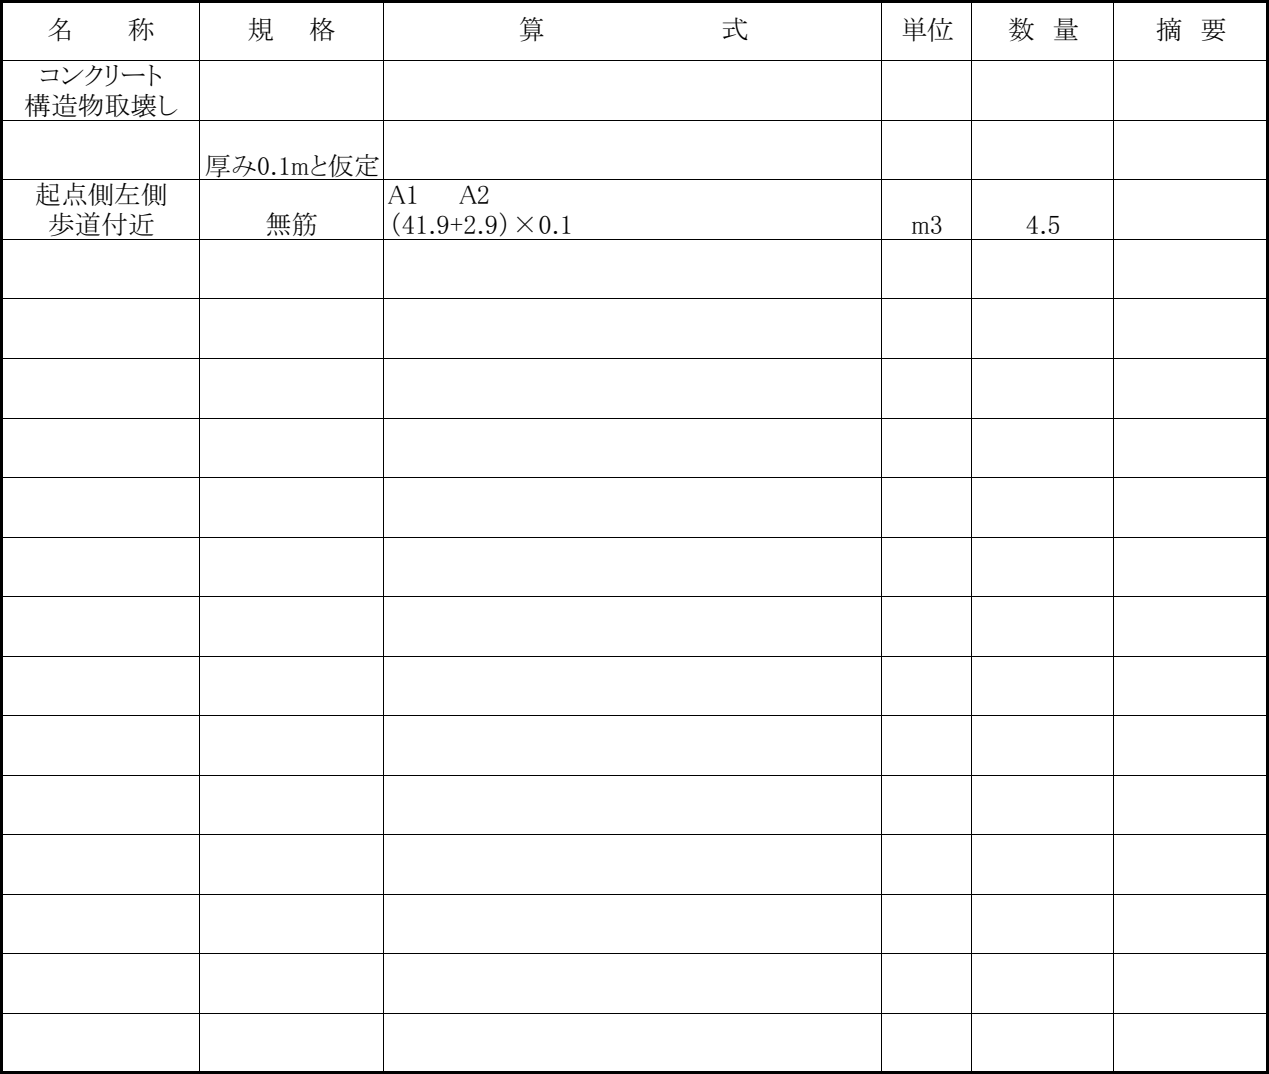 名 称 規 格 算 式 単位 数 量 摘 要
コンクリート
構造物取壊し
厚み0.1mと仮定
起点側左側
歩道付近
無筋
A1 A2
(41.9+2.9)×0.1
m3
4.5